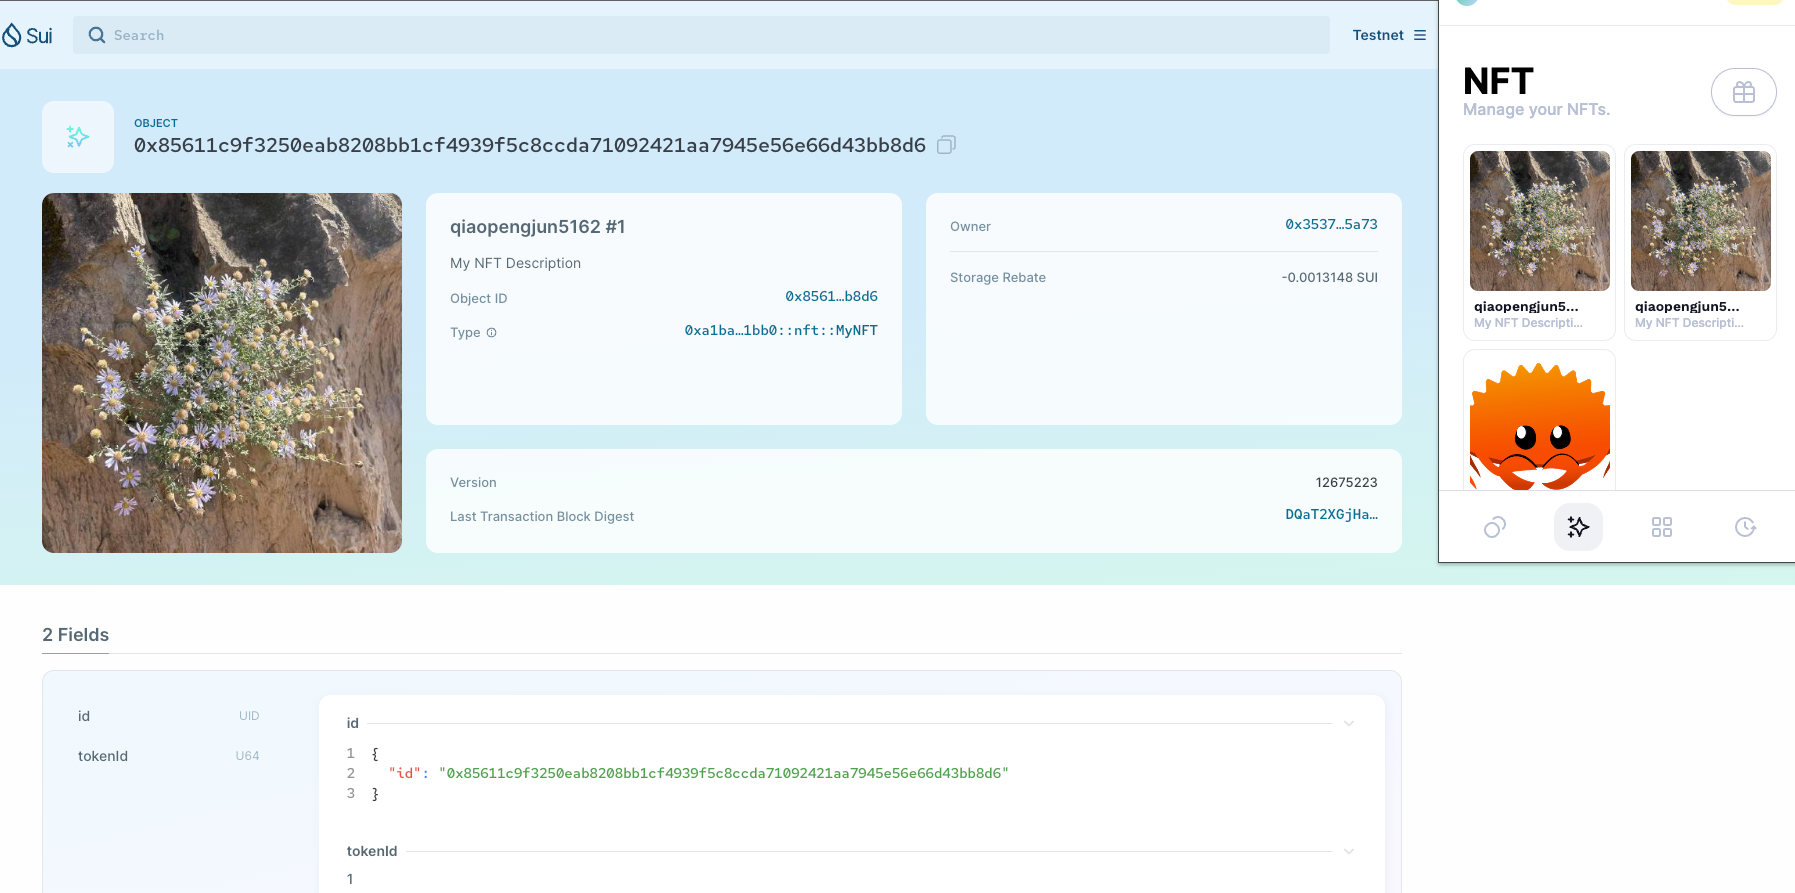 Sui
Search
Testnet
OBJECT
0x85611c9f3250eab8208bb1cf4939f5c8ccda71092421aa7945e56e66d43bb8d6
qiaopengjun5162 #1
My NFT Description
Object ID 0x8561…b8d6
Type 0xa1ba…1bb0::nft::MyNFT
Owner 0x3537…5a73
Storage Rebate -0.0013148 SUI
Version 12675223
Last Transaction Block Digest DQaT2XGjHa…
2 Fields
id UID
tokenId U64
id
1 {
2 "id": "0x85611c9f3250eab8208bb1cf4939f5c8ccda71092421aa7945e56e66d43bb8d6"
3 }
tokenId
1
NFT
Manage your NFTs.
qiaopengjun5...
My NFT Descripti...
qiaopengjun5...
My NFT Descripti...